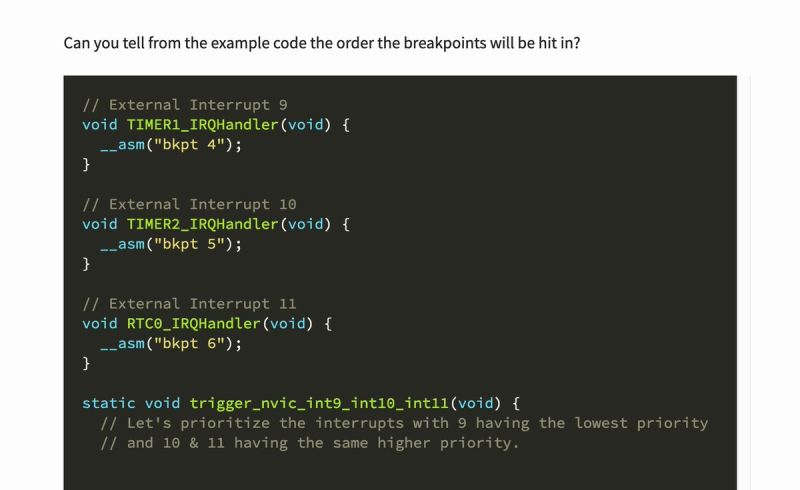 Can you tell from the example code the order the breakpoints will be hit in?
// External Interrupt 9
void TIMER1_IRQHandler(void) {
  __asm("bkpt 4");
}
// External Interrupt 10
void TIMER2_IRQHandler(void) {
  __asm("bkpt 5");
}
// External Interrupt 11
void RTC0_IRQHandler(void) {
  __asm("bkpt 6");
}
static void trigger_nvic_int9_int10_int11(void) {
  // Let's prioritize the interrupts with 9 having the lowest priority
  // and 10 & 11 having the same higher priority.